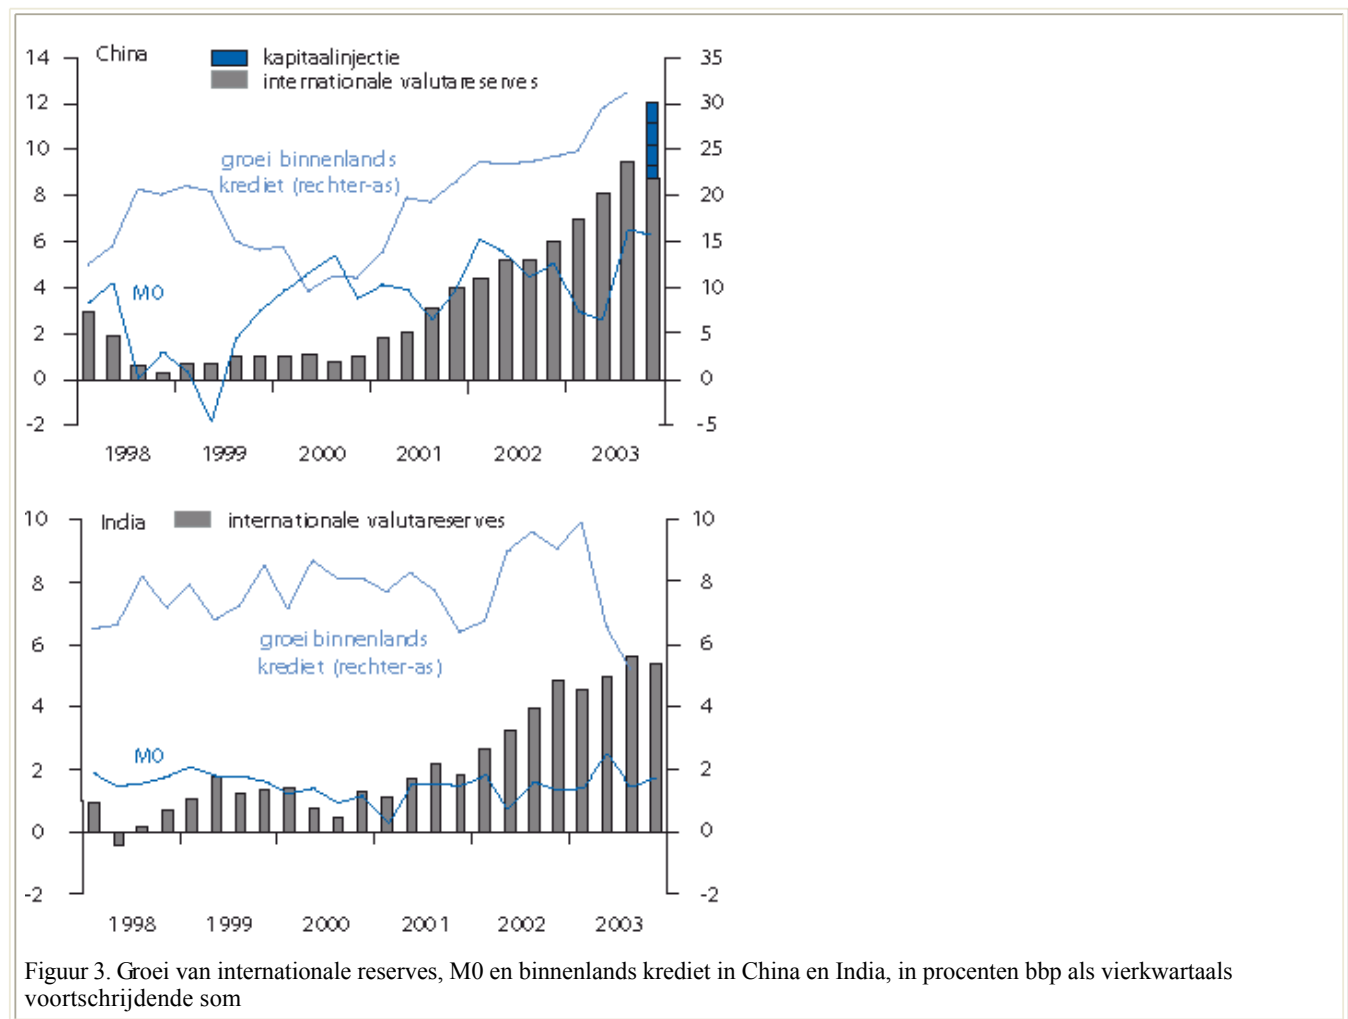 China
kapitaalinjectie
internationale valutareserves
groei binnenlands
krediet (rechter-as)
M0
14
12
10
8
6
4
2
0
-2
35
30
25
20
15
10
5
0
-5
1998 1999 2000 2001 2002 2003
India
internationale valutareserves
groei binnenlands
krediet (rechter-as)
M0
10
8
6
4
2
0
-2
10
8
6
4
2
0
-2
1998 1999 2000 2001 2002 2003
Figuur 3. Groei van internationale reserves, M0 en binnenlands krediet in China en India, in procenten bbp als vierkwartaals
voortschrijdende som